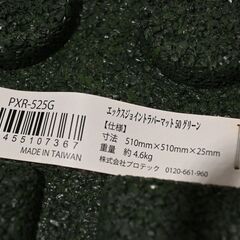 PXR-525G
455107367
MADE IN TAIWAN
エックスジョイントラバーマット50グリーン
【仕様】
寸法 510mm×510mm×25mm
重量 約4.6kg
株式会社プロテック 0120-661-960